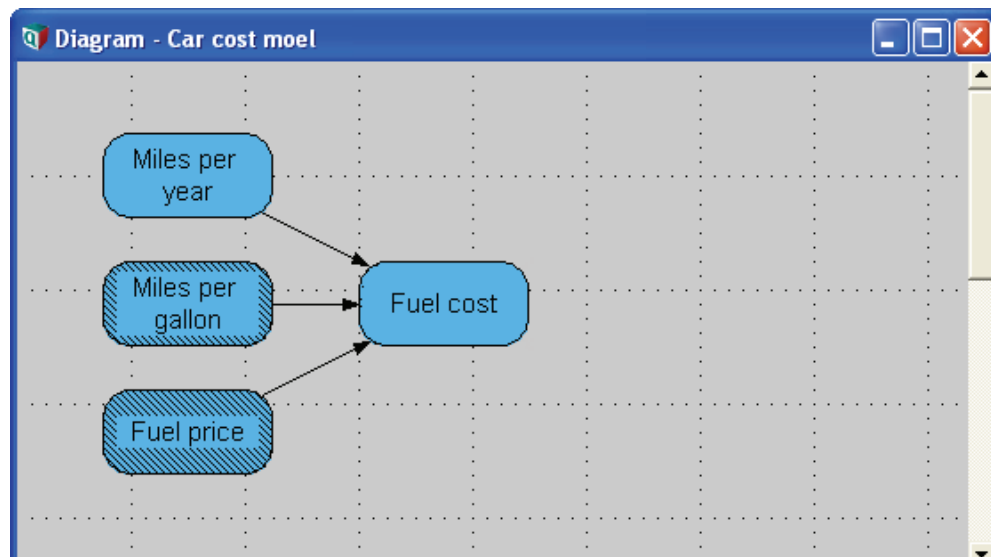 Diagram - Car cost moel
Miles per
year
Miles per
gallon
Fuel cost
Fuel price